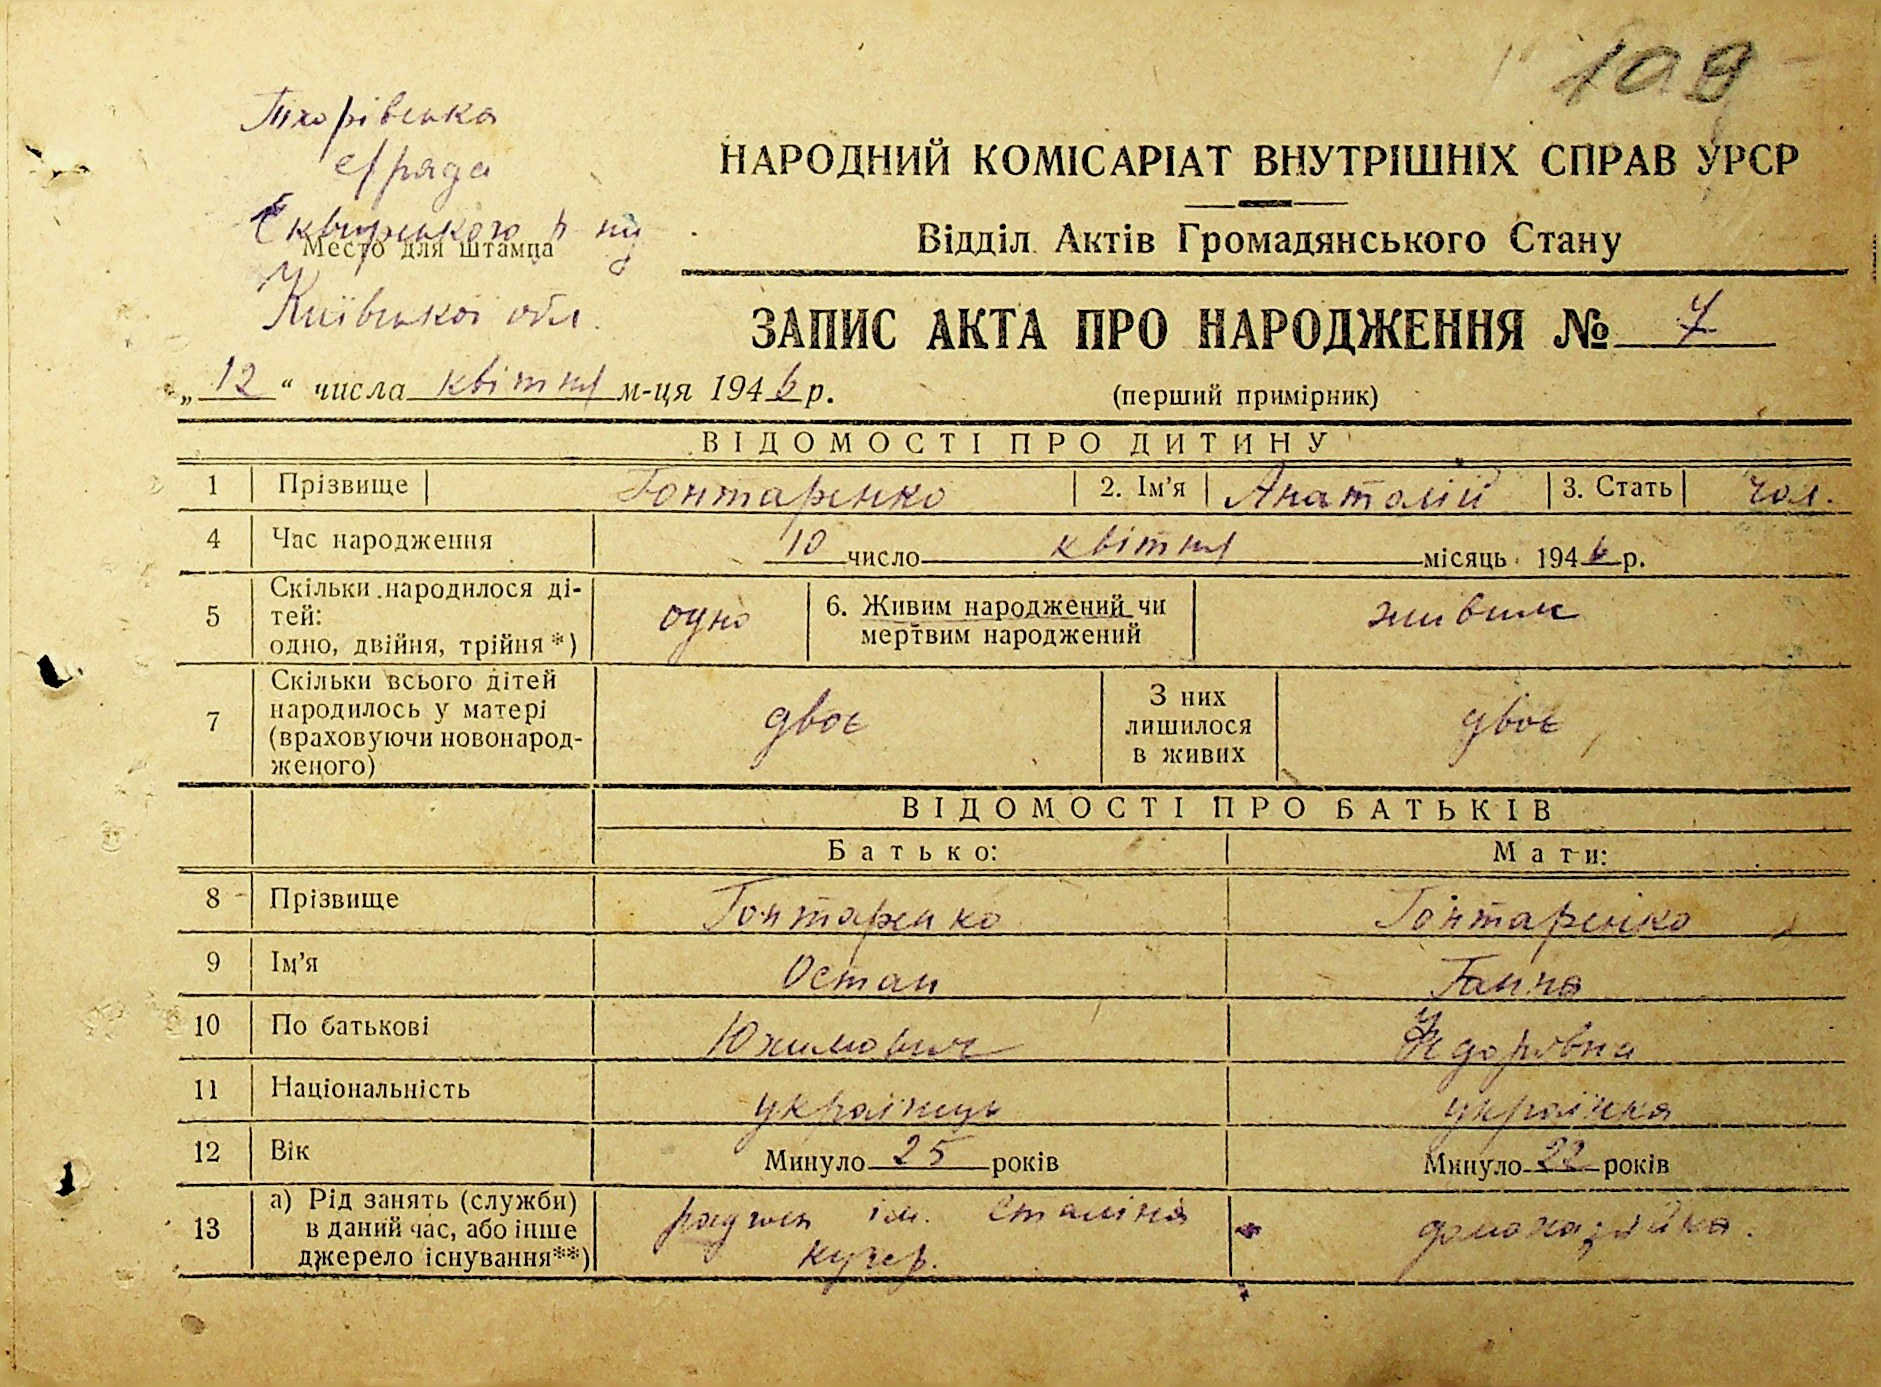 109
Тхорівська
с/рада
Сквирського р-ну
Место для штампа
Київської обл.
НАРОДНИЙ КОМІСАРІАТ ВНУТРІШНІХ СПРАВ УРСР
Відділ Актів Громадянського Стану
ЗАПИС АКТА ПРО НАРОДЖЕННЯ № 7
„12“ числа квітня м-ця 1946 р.
(перший примірник)
ВІДОМОСТІ ПРО ДИТИНУ
1 Прізвище Гонтаренко 2. Ім'я Анатолій 3. Стать чол.
4 Час народження 10 число квітня місяць 1946 р.
5 Скільки народилося ді-
тей:
одно, двійня, трійня *) одно
6. Живим народжений чи
мертвим народжений живим
7 Скільки всього дітей
народилось у матері
(враховуючи новонарод-
женого) двоє
З них
лишилося
в живих двоє
ВІДОМОСТІ ПРО БАТЬКІВ
Батько: Мати:
8 Прізвище Гонтаренко Гонтаренко
9 Ім'я Остап Ганна
10 По батькові Юхимович
11 Національність українець українка
12 Вік Минуло 25 років Минуло 22 років
13 а) Рід занять (служби)
в даний час, або інше
джерело існування**)
ім. Сталіна
кучер.
домохазяйка.